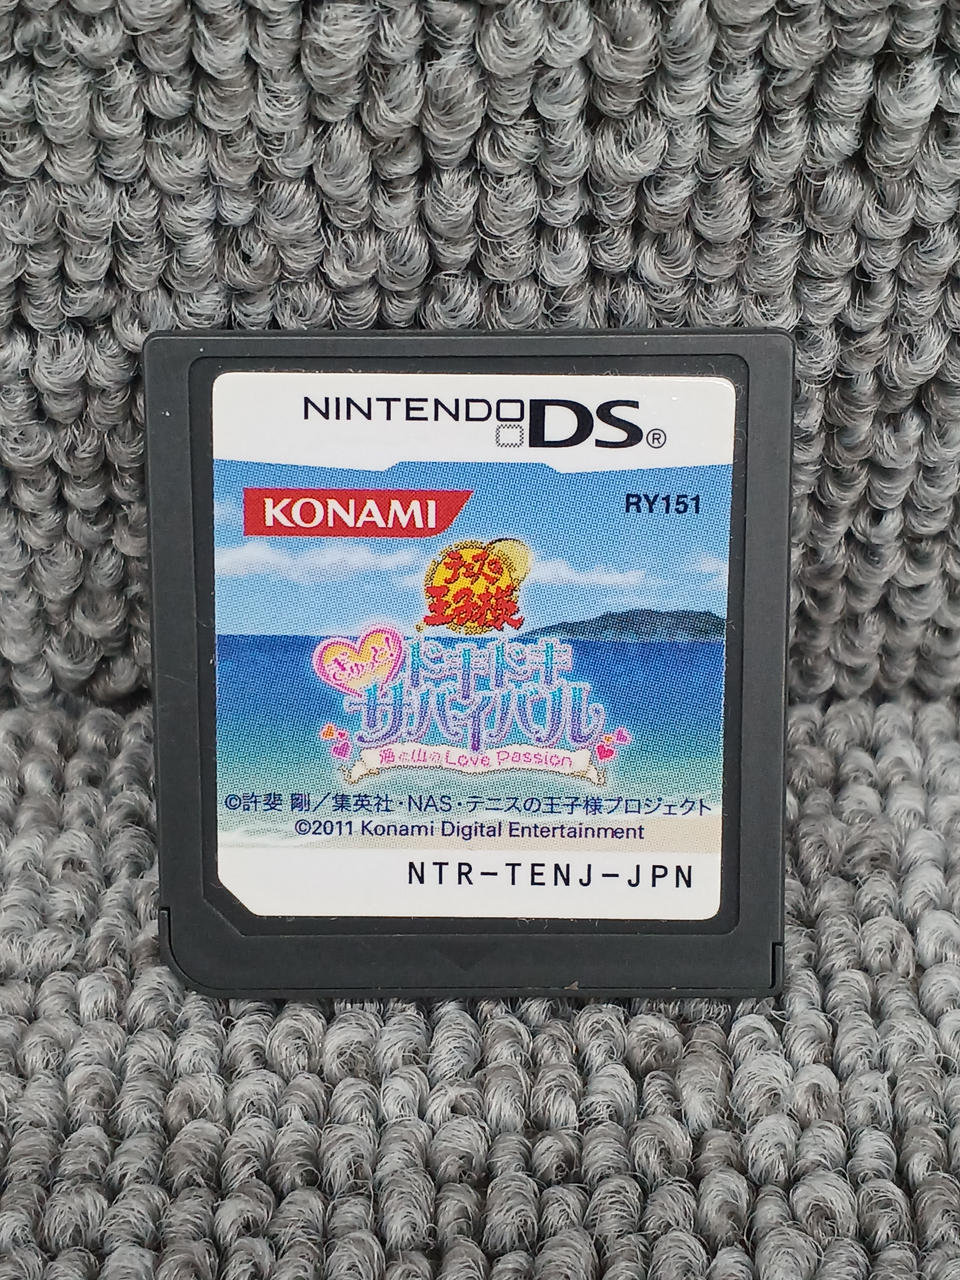 NINTENDO DS®
KONAMI
RY151
テニスの
王子様
ぎゅっと!
ドキドキ
サバイバル
海と山のLove Passion
©許斐 剛／集英社・NAS・テニスの王子様プロジェクト
©2011 Konami Digital Entertainment
NTR-TENJ-JPN